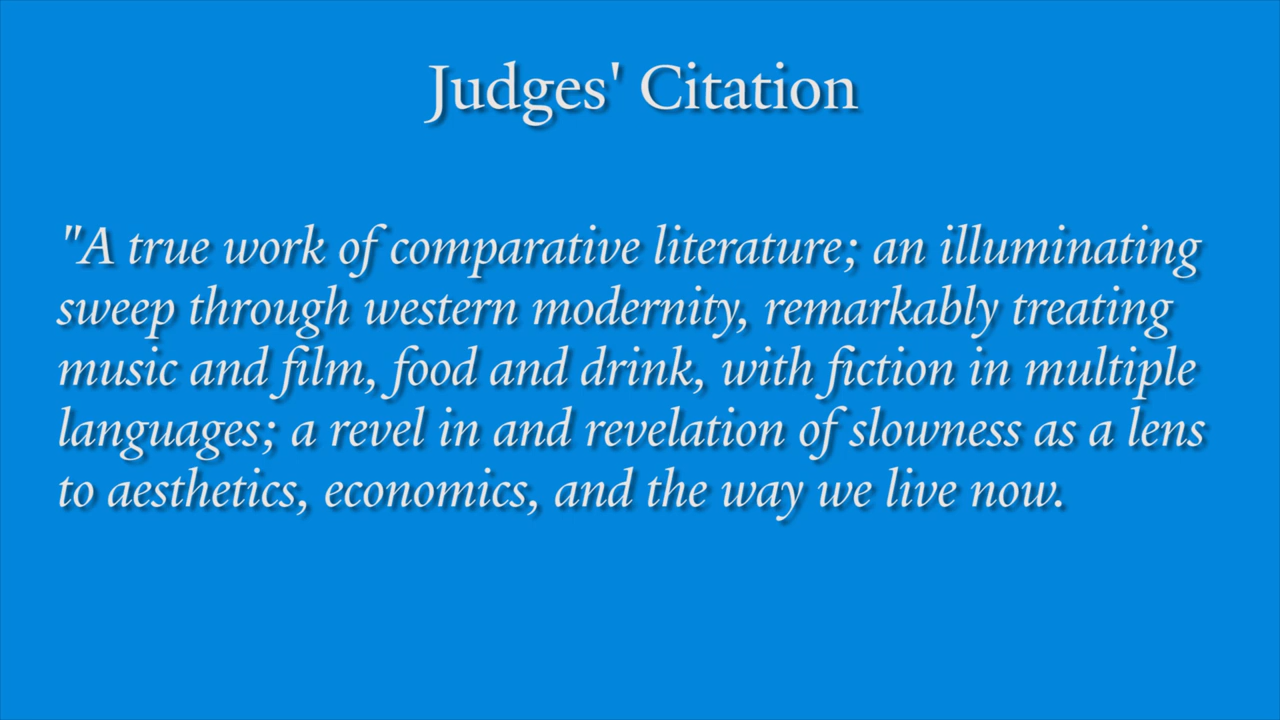 Judges' Citation
"A true work of comparative literature; an illuminating
sweep through western modernity, remarkably treating
music and film, food and drink, with fiction in multiple
languages; a revel in and revelation of slowness as a lens
to aesthetics, economics, and the way we live now.